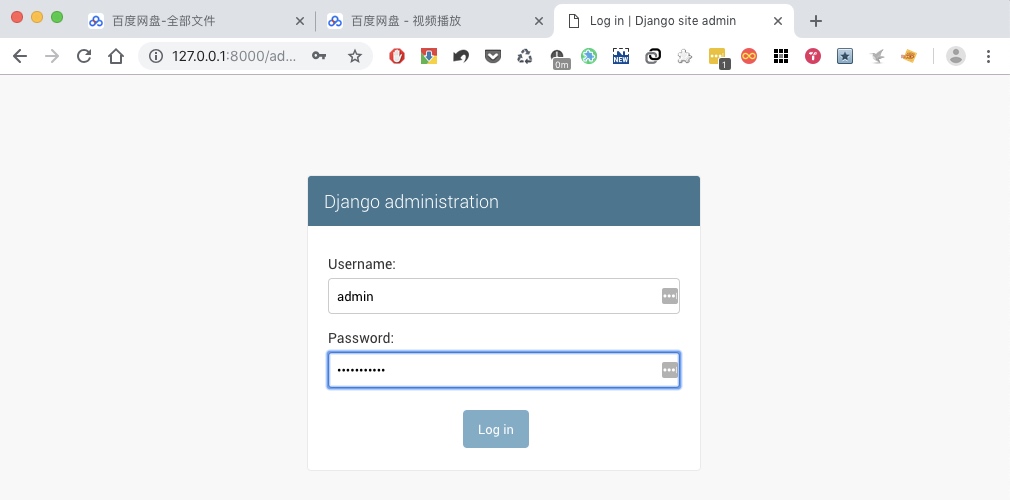 百度网盘-全部文件
百度网盘 - 视频播放
Log in | Django site admin
127.0.0.1:8000/ad...
0m
NEW
1
Django administration
Username:
admin
Password:
•••••••••••
Log in